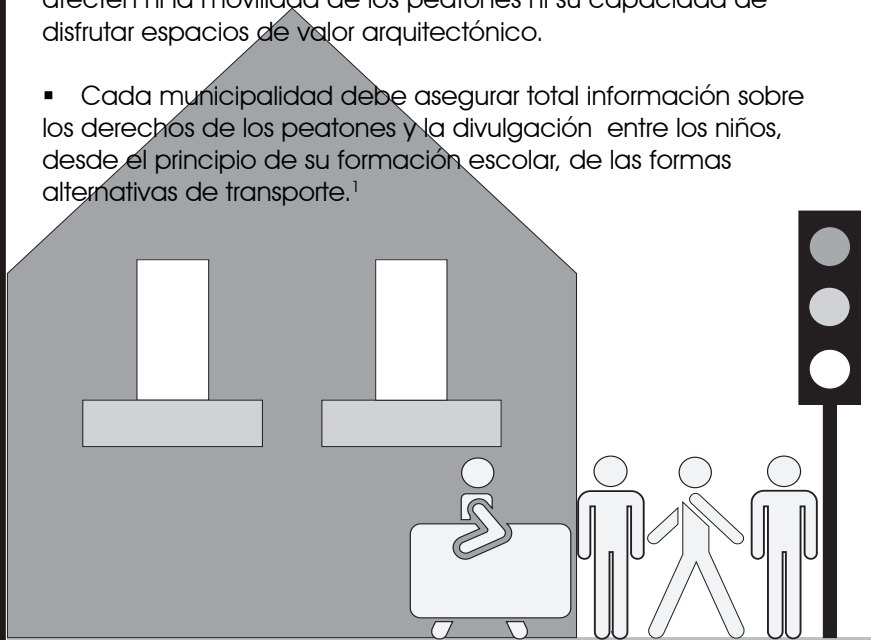 afecten ni la movilidad de los peatones ni su capacidad de
disfrutar espacios de valor arquitectónico.
▪ Cada municipalidad debe asegurar total información sobre
los derechos de los peatones y la divulgación entre los niños,
desde el principio de su formación escolar, de las formas
alternativas de transporte.¹